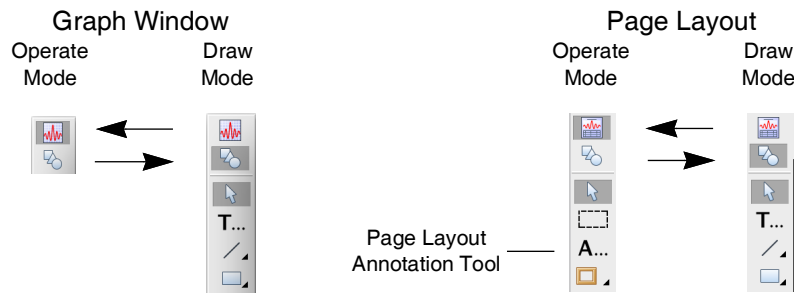 Graph Window
Operate
Mode
Draw
Mode
T...
Page Layout
Operate
Mode
Draw
Mode
Page Layout
Annotation Tool
A...
T...